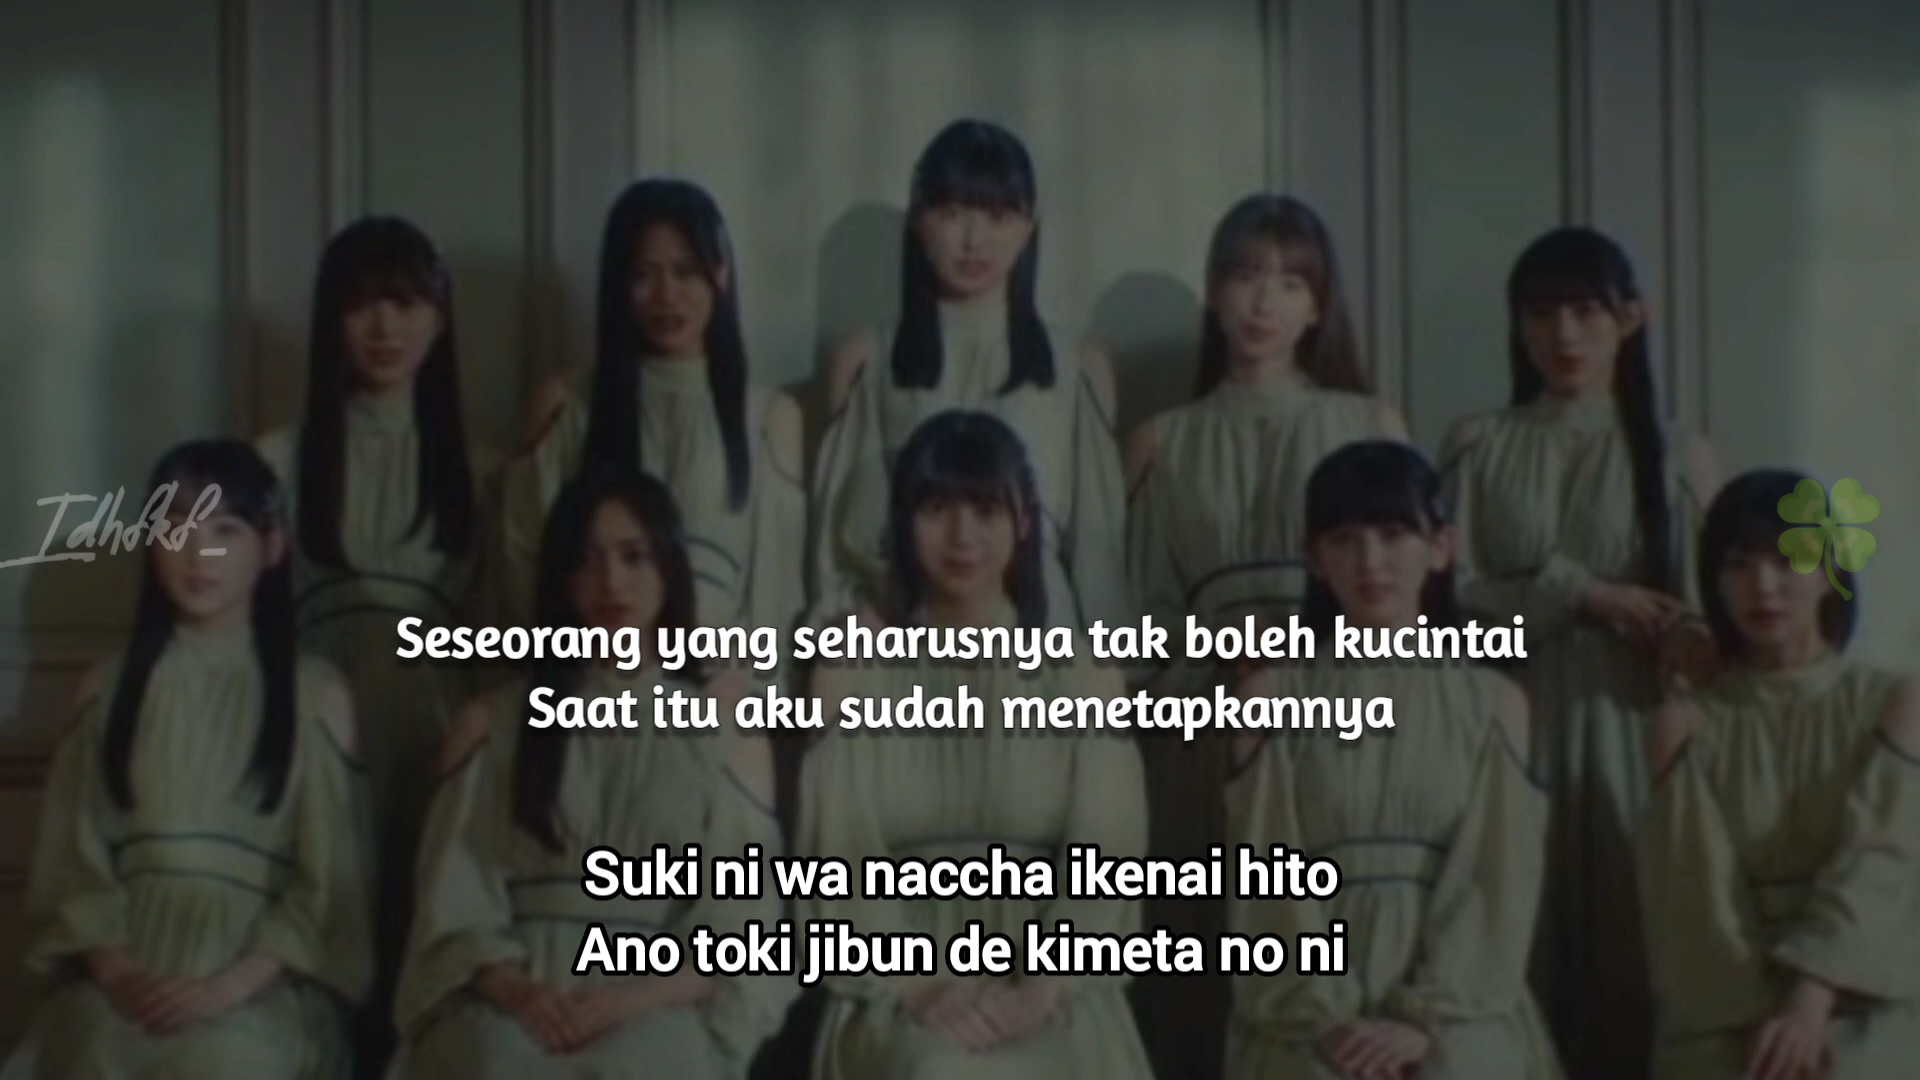 Idhoko_
Seseorang yang seharusnya tak boleh kucintai
Saat itu aku sudah menetapkannya
Suki ni wa naccha ikenai hito
Ano toki jibun de kimeta no ni